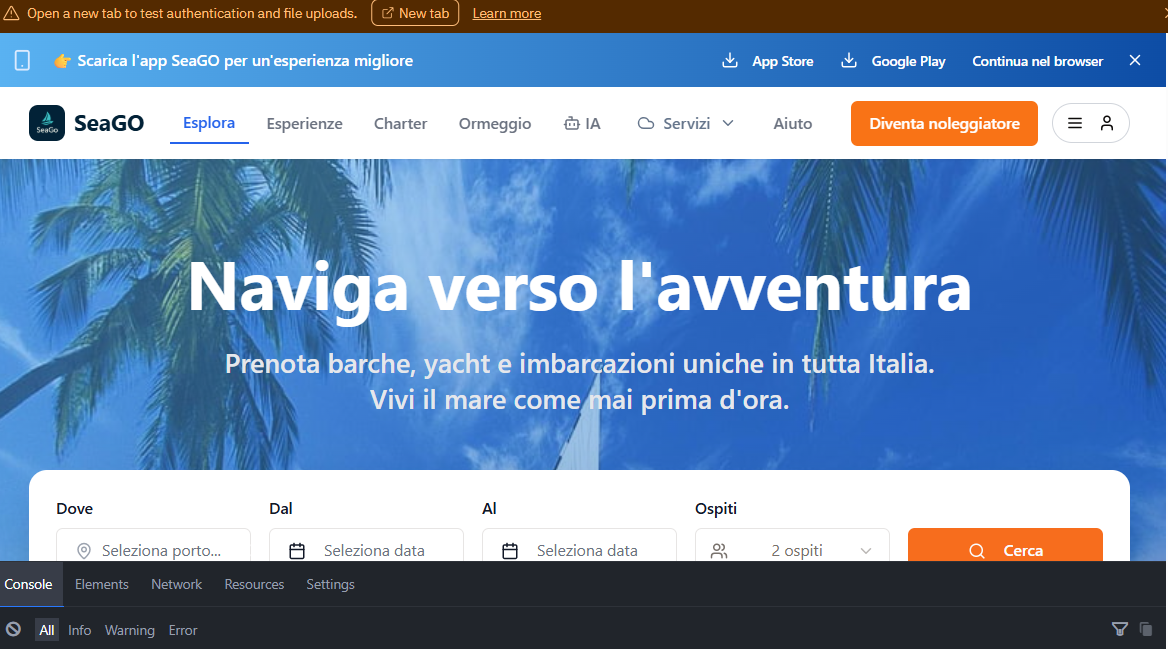 Open a new tab to test authentication and file uploads. New tab Learn more
👉 Scarica l'app SeaGO per un'esperienza migliore App Store Google Play Continua nel browser
SeaGo SeaGO Esplora Esperienze Charter Ormeggio IA Servizi Aiuto Diventa noleggiatore
Naviga verso l'avventura
Prenota barche, yacht e imbarcazioni uniche in tutta Italia.
Vivi il mare come mai prima d'ora.
Dove Dal Al Ospiti
Seleziona porto... Seleziona data Seleziona data 2 ospiti Cerca
Console Elements Network Resources Settings
All Info Warning Error